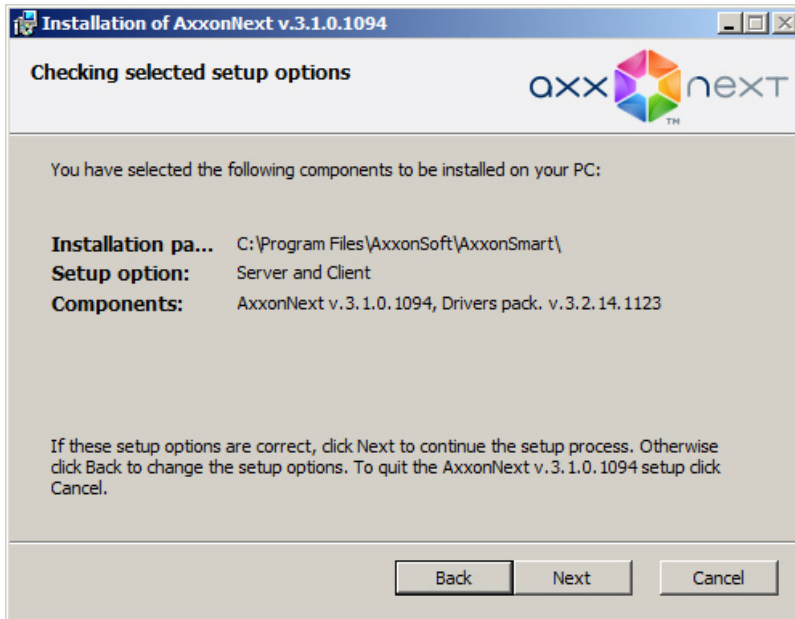 Installation of AxxonNext v.3.1.0.1094
Checking selected setup options
axx next
TM
You have selected the following components to be installed on your PC:
Installation pa... C:\Program Files\AxxonSoft\AxxonSmart\
Setup option: Server and Client
Components: AxxonNext v.3.1.0.1094, Drivers pack. v.3.2.14.1123
If these setup options are correct, click Next to continue the setup process. Otherwise
click Back to change the setup options. To quit the AxxonNext v.3.1.0.1094 setup click
Cancel.
Back Next Cancel